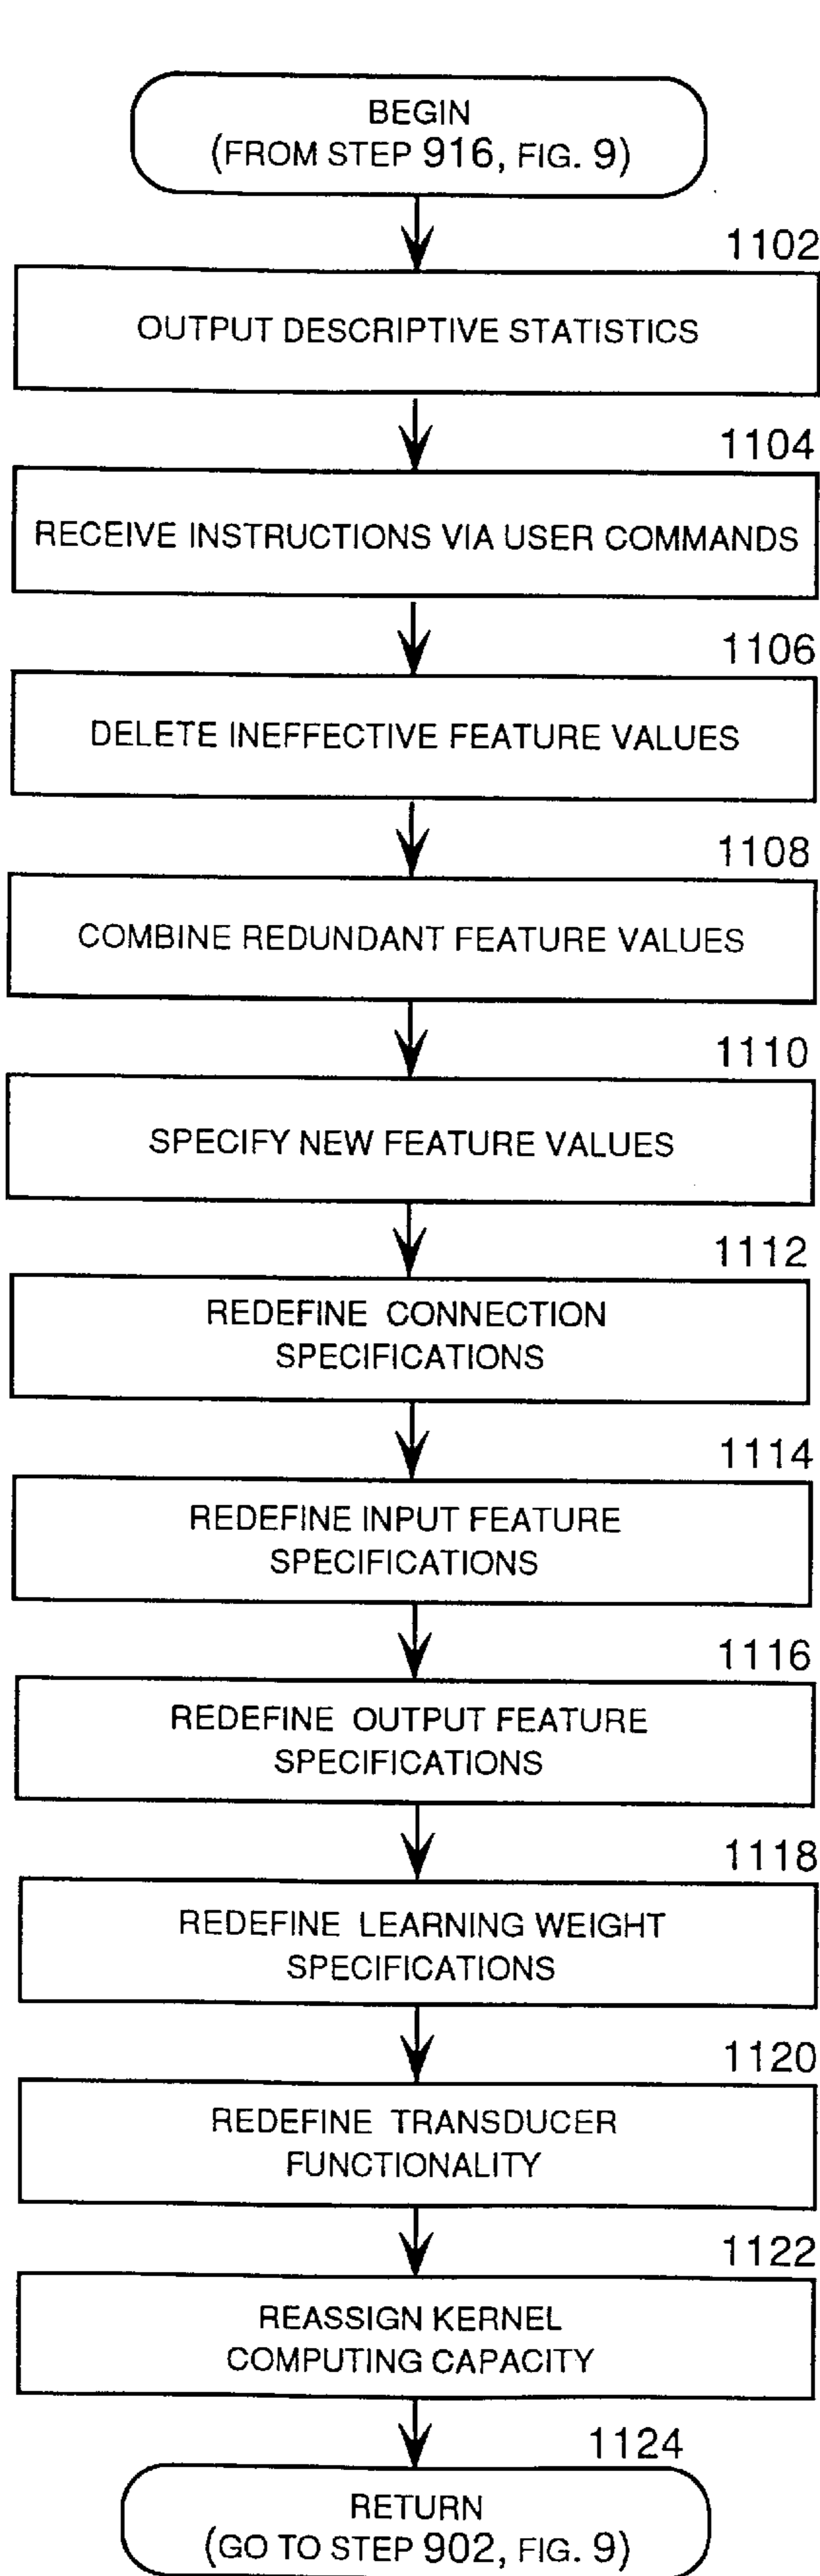 BEGIN
(FROM STEP 916, FIG. 9)
1102
OUTPUT DESCRIPTIVE STATISTICS
1104
RECEIVE INSTRUCTIONS VIA USER COMMANDS
1106
DELETE INEFFECTIVE FEATURE VALUES
1108
COMBINE REDUNDANT FEATURE VALUES
1110
SPECIFY NEW FEATURE VALUES
1112
REDEFINE CONNECTION
SPECIFICATIONS
1114
REDEFINE INPUT FEATURE
SPECIFICATIONS
1116
REDEFINE OUTPUT FEATURE
SPECIFICATIONS
1118
REDEFINE LEARNING WEIGHT
SPECIFICATIONS
1120
REDEFINE TRANSDUCER
FUNCTIONALITY
1122
REASSIGN KERNEL
COMPUTING CAPACITY
1124
RETURN
(GO TO STEP 902, FIG. 9)